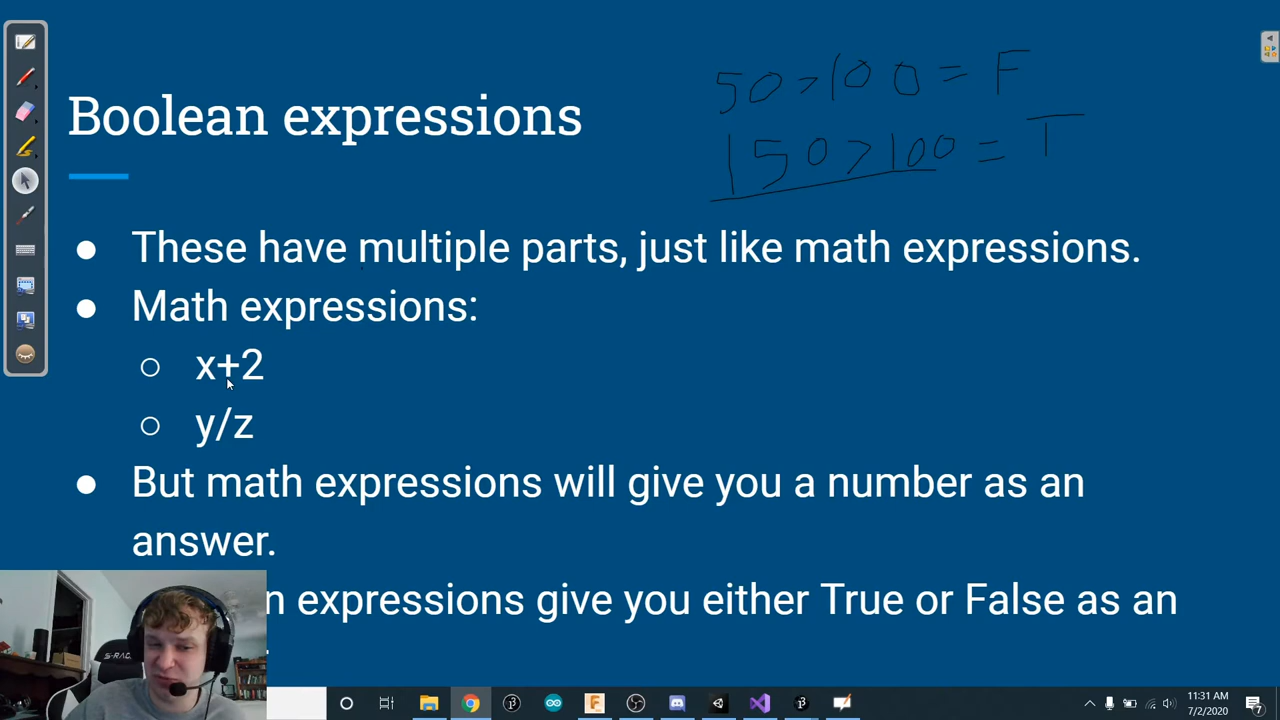 50>100 = F
Boolean expressions
150>100 = T
These have multiple parts, just like math expressions.
Math expressions:
x+2
y/z
But math expressions will give you a number as an
answer.
n expressions give you either True or False as an
S-RAC
11:31 AM
7/2/2020
7